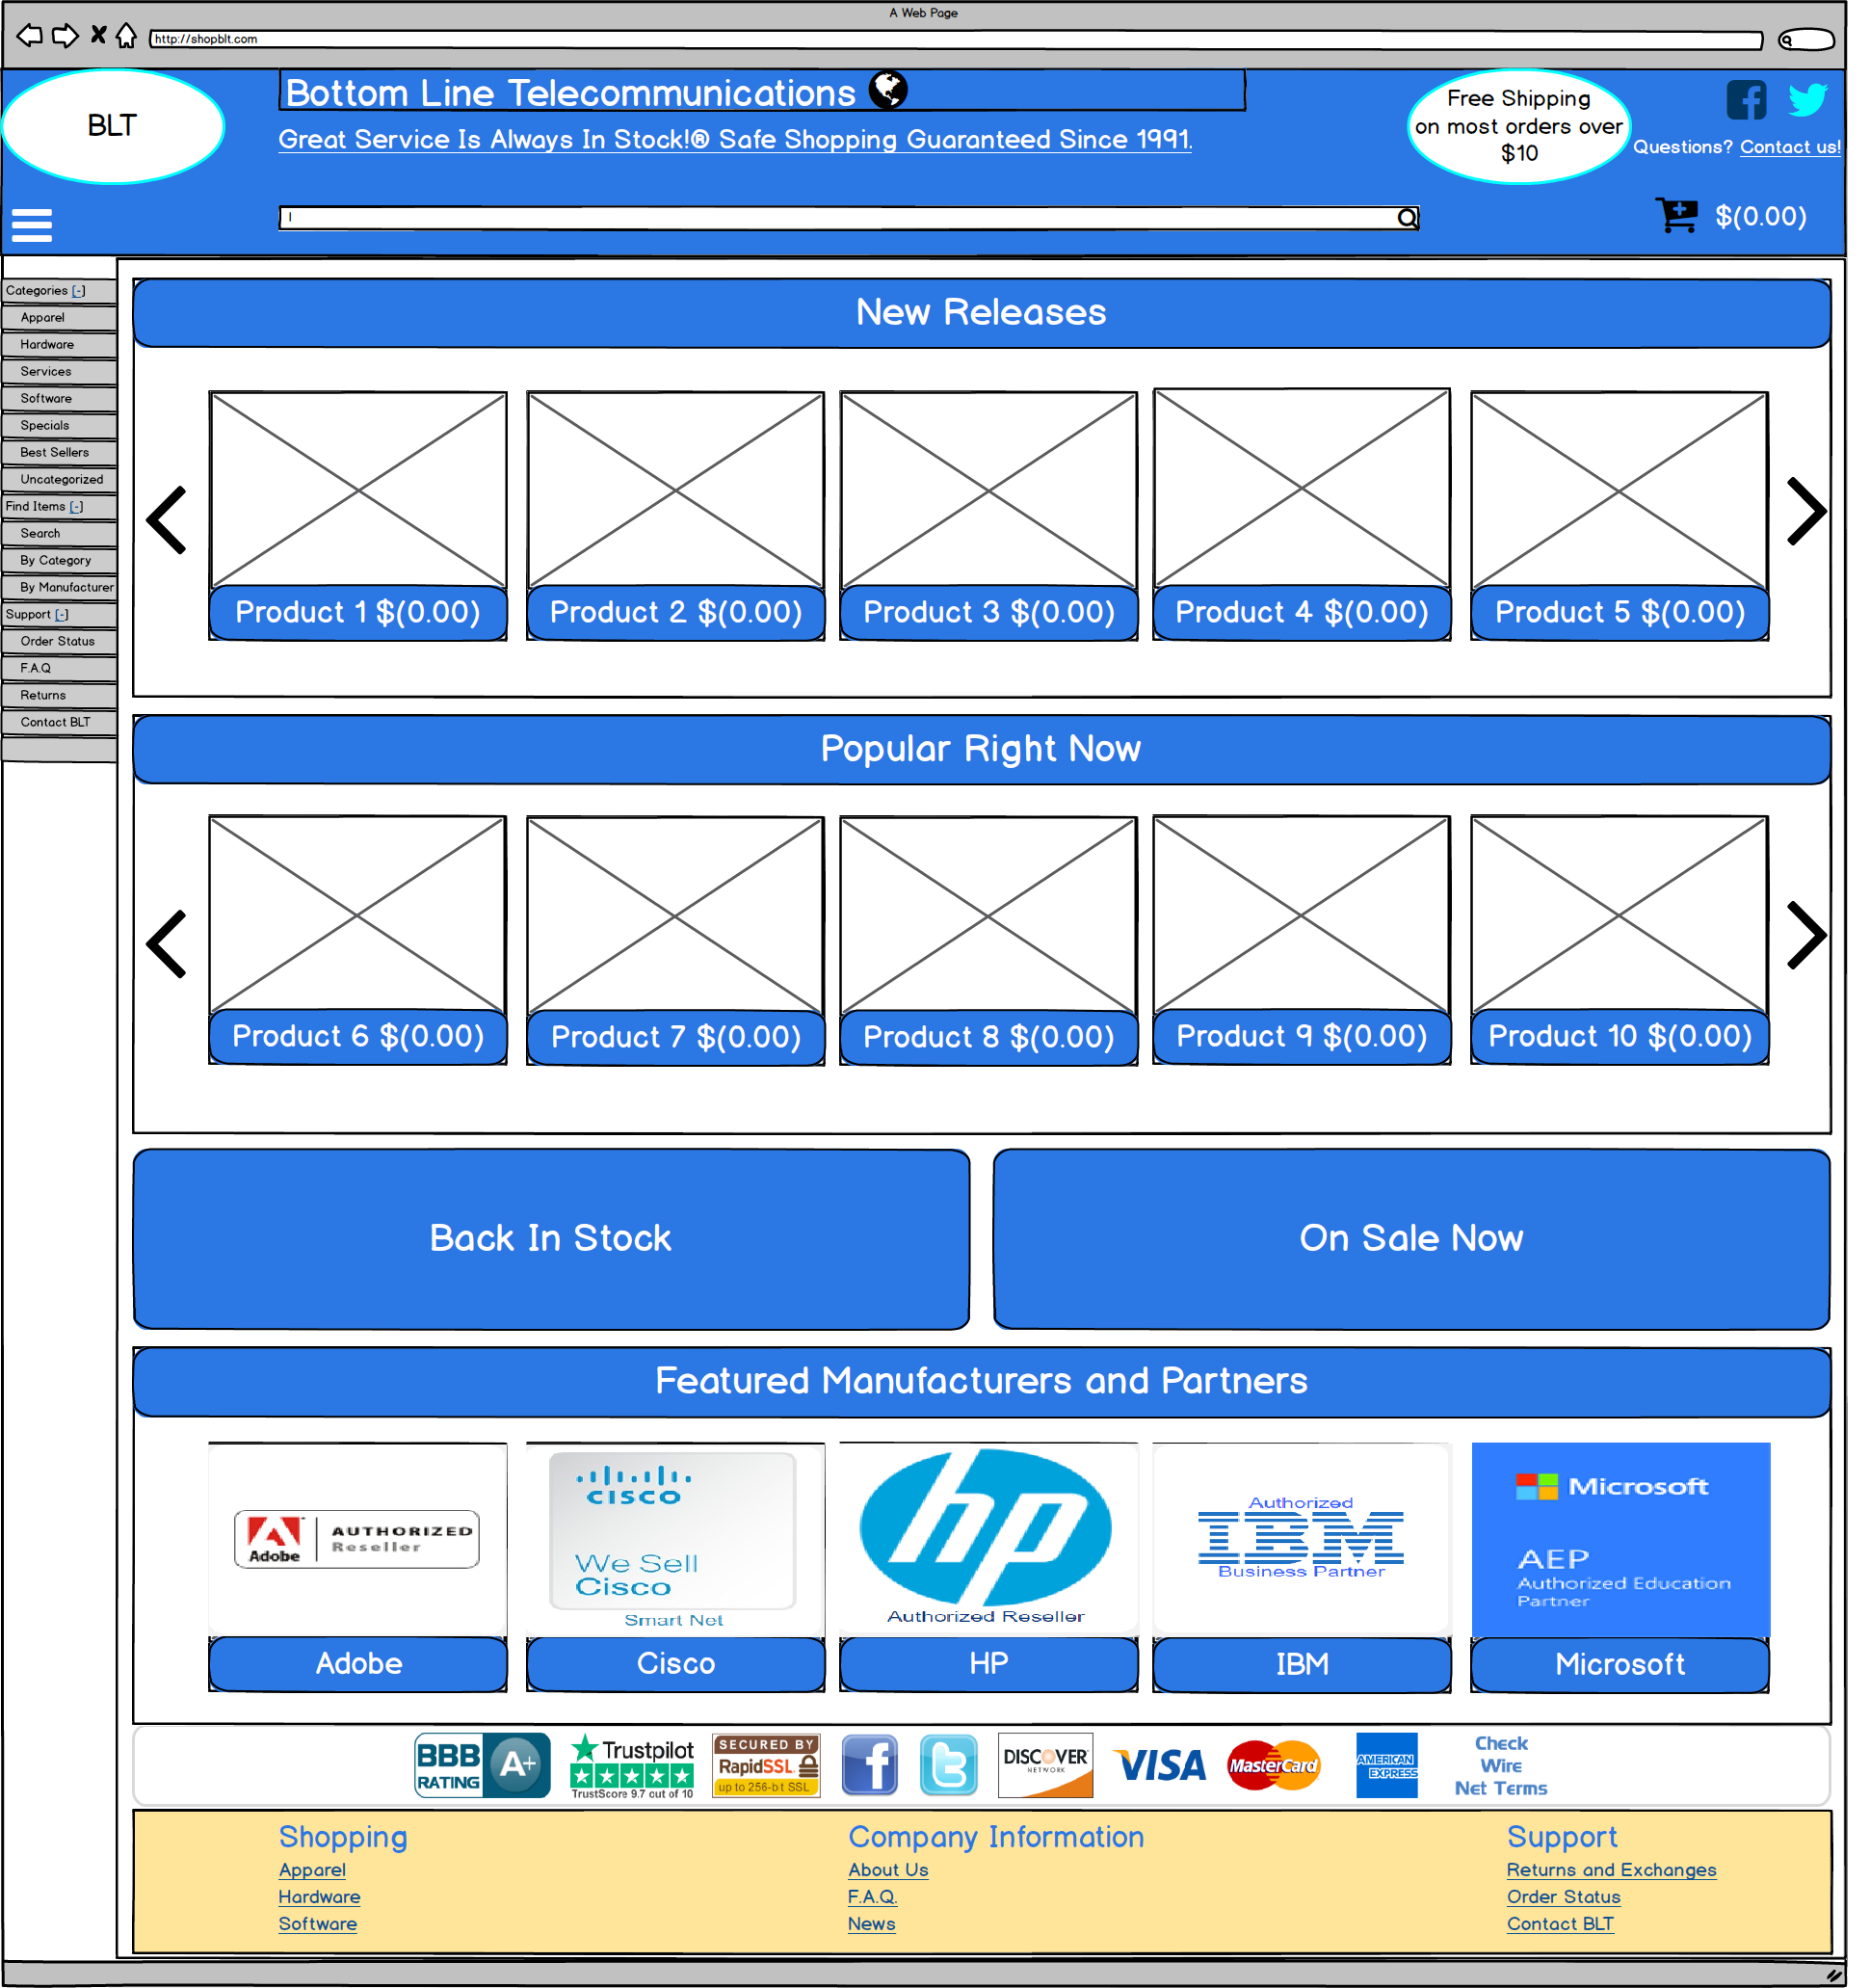 A Web Page
http://shopblt.com
BLT
Bottom Line Telecommunications
Great Service Is Always In Stock!® Safe Shopping Guaranteed Since 1991.
Free Shipping
on most orders over
$10
Questions? Contact us!
$(0.00)
Categories [-]
Apparel
Hardware
Services
Software
Specials
Best Sellers
Uncategorized
Find Items [-]
Search
By Category
By Manufacturer
Support [-]
Order Status
F.A.Q
Returns
Contact BLT
New Releases
Product 1 $(0.00)
Product 2 $(0.00)
Product 3 $(0.00)
Product 4 $(0.00)
Product 5 $(0.00)
Popular Right Now
Product 6 $(0.00)
Product 7 $(0.00)
Product 8 $(0.00)
Product 9 $(0.00)
Product 10 $(0.00)
Back In Stock
On Sale Now
Featured Manufacturers and Partners
Adobe
AUTHORIZED
Reseller
CISCO
We Sell
Cisco
Smart Net
hp
Authorized Reseller
Authorized
IBM
Business Partner
Microsoft
AEP
Authorized Education
Partner
Adobe
Cisco
HP
IBM
Microsoft
BBB
RATING
A+
Trustpilot
TrustScore 9.7 out of 10
SECURED BY
RapidSSL
up to 256-bit SSL
f
t
DISCOVER
NETWORK
VISA
MasterCard
AMERICAN
EXPRESS
Check
Wire
Net Terms
Shopping
Apparel
Hardware
Software
Company Information
About Us
F.A.Q.
News
Support
Returns and Exchanges
Order Status
Contact BLT